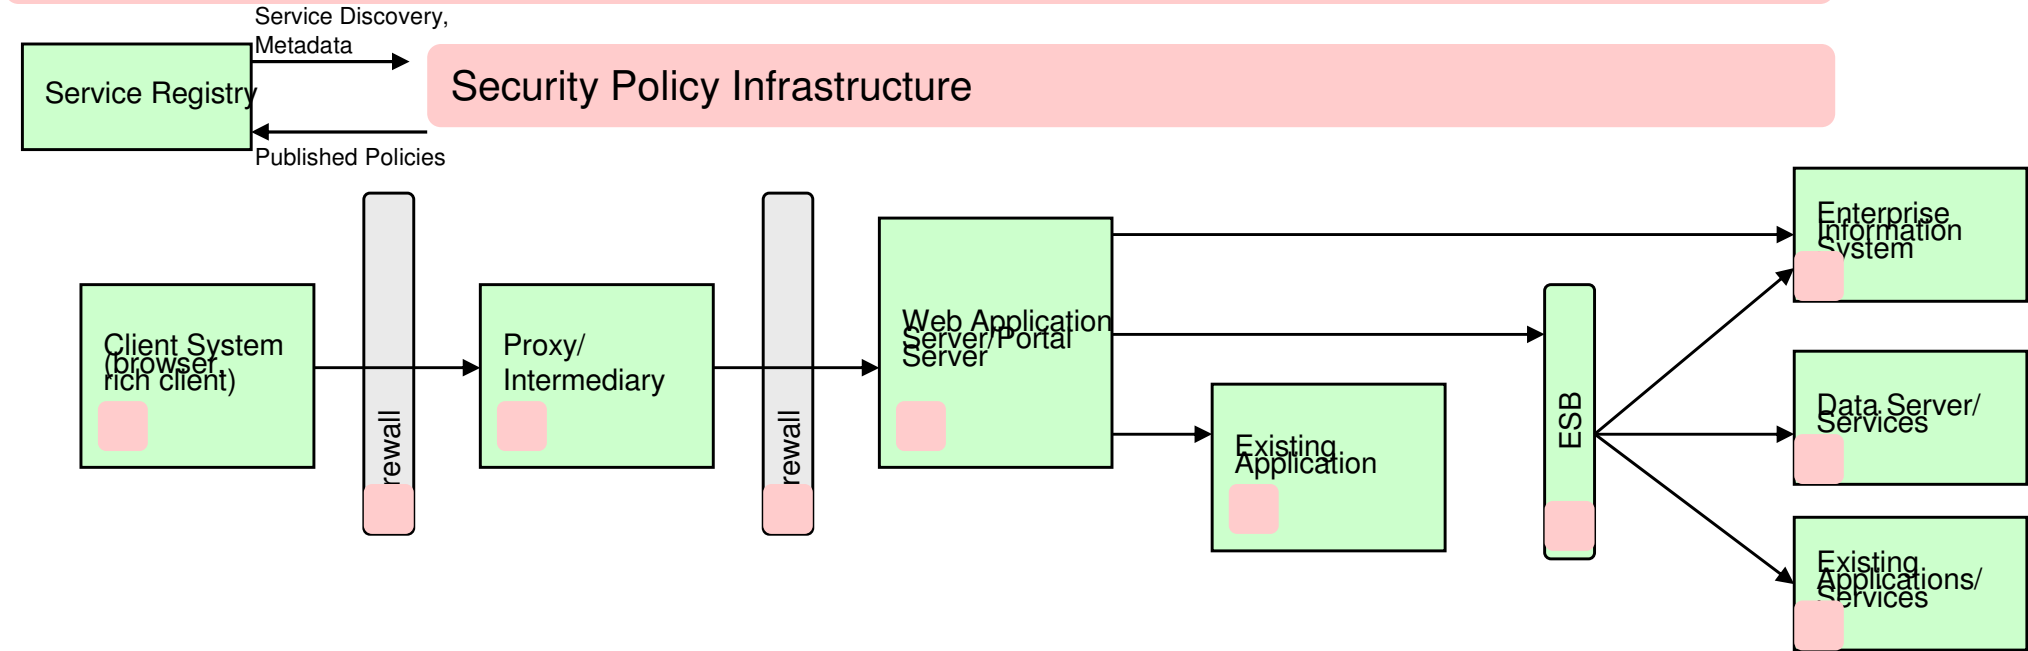 Service Discovery,
Metadata
Service Registry
Security Policy Infrastructure
Published Policies
Enterprise
Information
System
Client System
(browser,
rich client)
Proxy/
Intermediary
Web Application
Server/Portal
Server
rewall
rewall
ESB
Existing
Application
Data Server/
Services
Existing
Applications/
Services